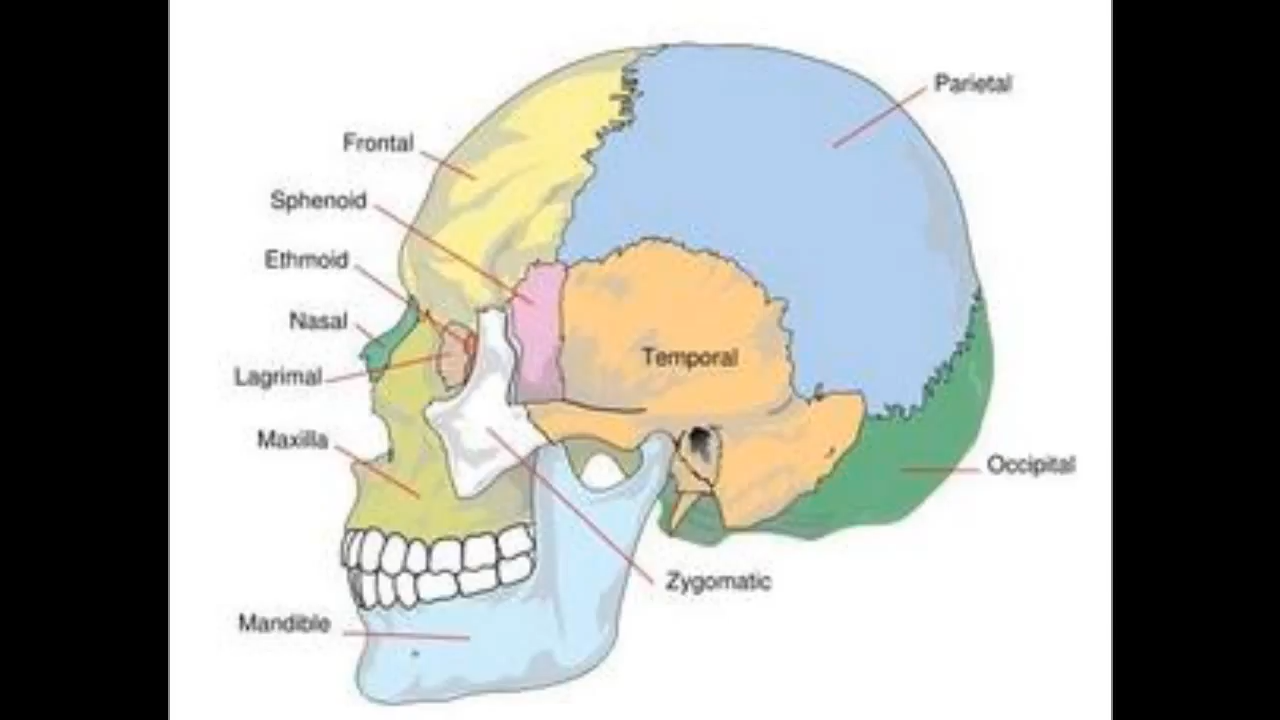 Parietal
Frontal
Sphenoid
Ethmoid
Nasal
Temporal
Lagrimal
Maxilla
Occipital
Zygomatic
Mandible